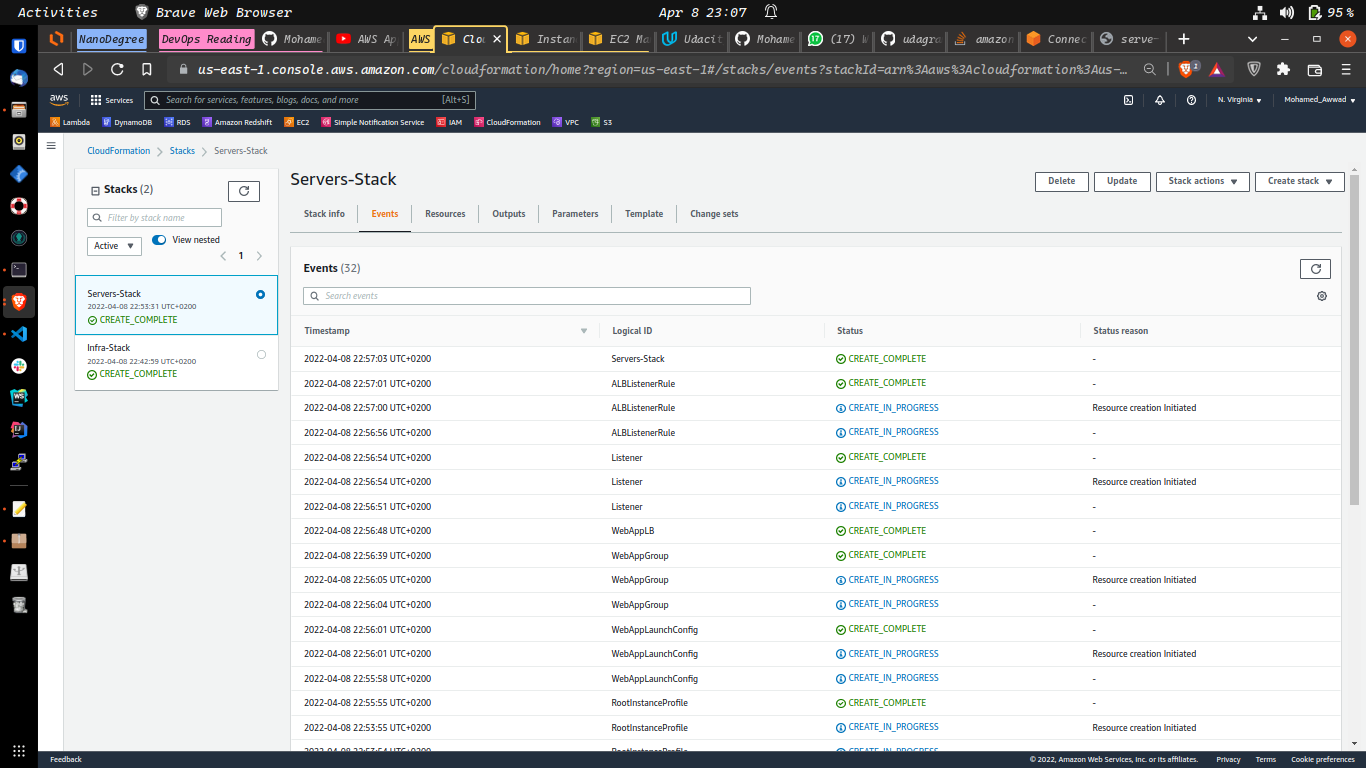 Activities Brave Web Browser Apr 8 23:07 95 %
NanoDegree DevOps Reading Mohame AWS Ap AWS Clo Instan EC2 Ma Udacit Mohame (17) W udagra amazon Connec serve-
us-east-1.console.aws.amazon.com/cloudformation/home?region=us-east-1#/stacks/events?stackId=arn%3Aaws%3Acloudformation%3Aus-… 1
aws Services Search for services, features, blogs, docs, and more [Alt+S] N. Virginia Mohamed_Awwad
Lambda DynamoDB RDS Amazon Redshift EC2 Simple Notification Service IAM CloudFormation VPC S3
CloudFormation Stacks Servers-Stack
Stacks (2)
Filter by stack name
Active View nested
1
Servers-Stack
2022-04-08 22:53:31 UTC+0200
CREATE_COMPLETE
Infra-Stack
2022-04-08 22:42:59 UTC+0200
CREATE_COMPLETE
Servers-Stack
Delete Update Stack actions Create stack
Stack info Events Resources Outputs Parameters Template Change sets
Events (32)
Search events
Timestamp Logical ID Status Status reason
2022-04-08 22:57:03 UTC+0200 Servers-Stack CREATE_COMPLETE -
2022-04-08 22:57:01 UTC+0200 ALBListenerRule CREATE_COMPLETE -
2022-04-08 22:57:00 UTC+0200 ALBListenerRule CREATE_IN_PROGRESS Resource creation Initiated
2022-04-08 22:56:56 UTC+0200 ALBListenerRule CREATE_IN_PROGRESS -
2022-04-08 22:56:54 UTC+0200 Listener CREATE_COMPLETE -
2022-04-08 22:56:54 UTC+0200 Listener CREATE_IN_PROGRESS Resource creation Initiated
2022-04-08 22:56:51 UTC+0200 Listener CREATE_IN_PROGRESS -
2022-04-08 22:56:48 UTC+0200 WebAppLB CREATE_COMPLETE -
2022-04-08 22:56:39 UTC+0200 WebAppGroup CREATE_COMPLETE -
2022-04-08 22:56:05 UTC+0200 WebAppGroup CREATE_IN_PROGRESS Resource creation Initiated
2022-04-08 22:56:04 UTC+0200 WebAppGroup CREATE_IN_PROGRESS -
2022-04-08 22:56:01 UTC+0200 WebAppLaunchConfig CREATE_COMPLETE -
2022-04-08 22:56:01 UTC+0200 WebAppLaunchConfig CREATE_IN_PROGRESS Resource creation Initiated
2022-04-08 22:55:58 UTC+0200 WebAppLaunchConfig CREATE_IN_PROGRESS -
2022-04-08 22:55:55 UTC+0200 RootInstanceProfile CREATE_COMPLETE -
2022-04-08 22:53:55 UTC+0200 RootInstanceProfile CREATE_IN_PROGRESS Resource creation Initiated
2022-04-08 22:53:54 UTC+0200 RootInstanceProfile CREATE_IN_PROGRESS
Feedback © 2022, Amazon Web Services, Inc. or its affiliates. Privacy Terms Cookie preferences